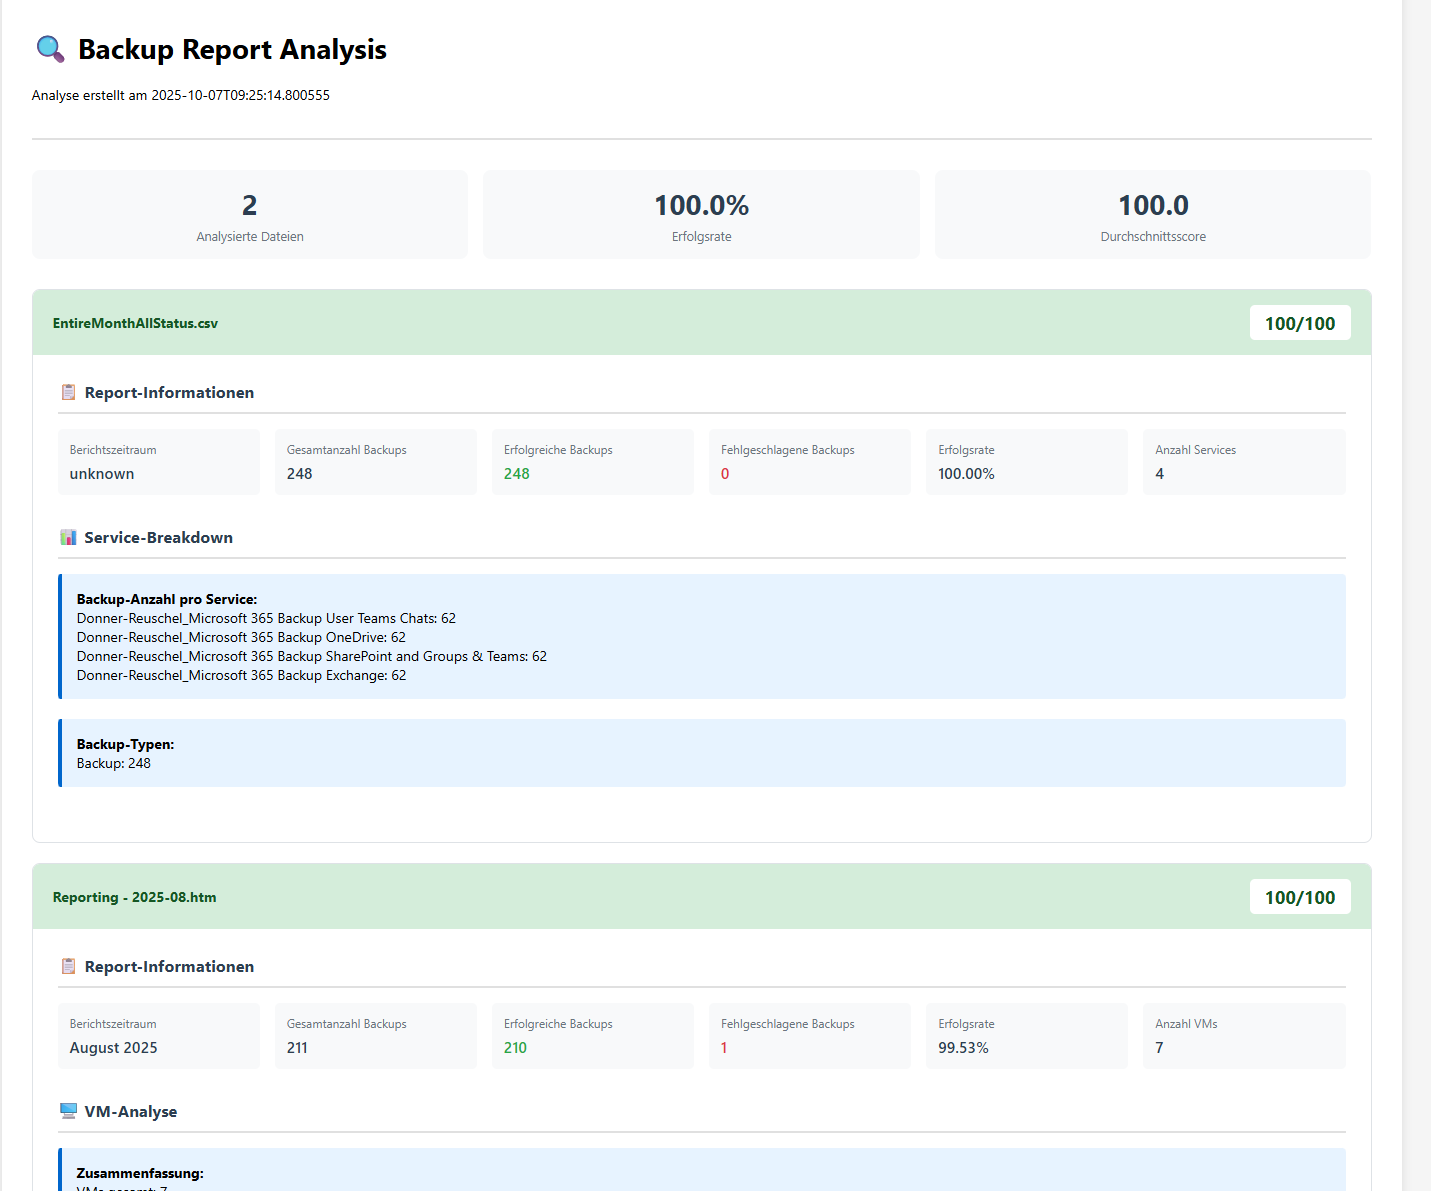 Backup Report Analysis
Analyse erstellt am 2025-10-07T09:25:14.800555
2
Analysierte Dateien
100.0%
Erfolgsrate
100.0
Durchschnittsscore
EntireMonthAllStatus.csv
100/100
Report-Informationen
Berichtszeitraum
unknown
Gesamtanzahl Backups
248
Erfolgreiche Backups
248
Fehlgeschlagene Backups
0
Erfolgsrate
100.00%
Anzahl Services
4
Service-Breakdown
Backup-Anzahl pro Service:
Donner-Reuschel_Microsoft 365 Backup User Teams Chats: 62
Donner-Reuschel_Microsoft 365 Backup OneDrive: 62
Donner-Reuschel_Microsoft 365 Backup SharePoint and Groups & Teams: 62
Donner-Reuschel_Microsoft 365 Backup Exchange: 62
Backup-Typen:
Backup: 248
Reporting - 2025-08.htm
100/100
Report-Informationen
Berichtszeitraum
August 2025
Gesamtanzahl Backups
211
Erfolgreiche Backups
210
Fehlgeschlagene Backups
1
Erfolgsrate
99.53%
Anzahl VMs
7
VM-Analyse
Zusammenfassung:
VMs gesamt: 7